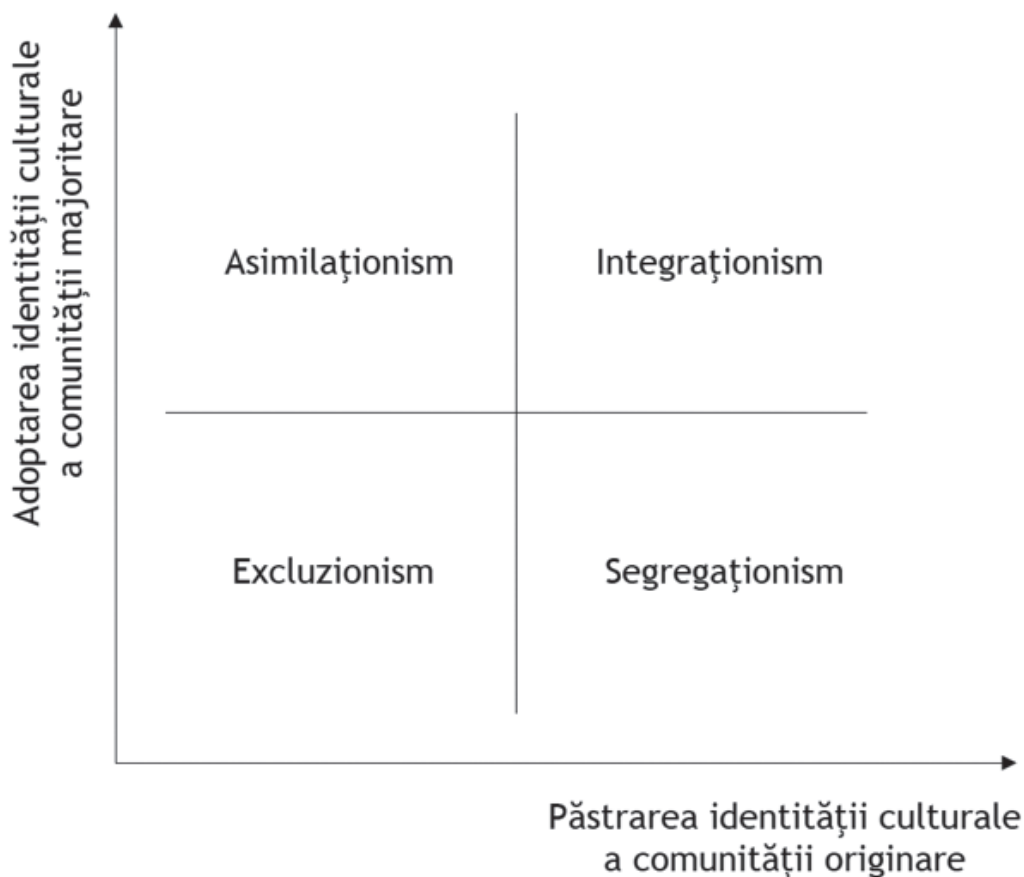 Adoptarea identităţii culturale
a comunităţii majoritare
Asimilaţionism
Integraţionism
Excluzionism
Segregaţionism
Păstrarea identităţii culturale
a comunităţii originare